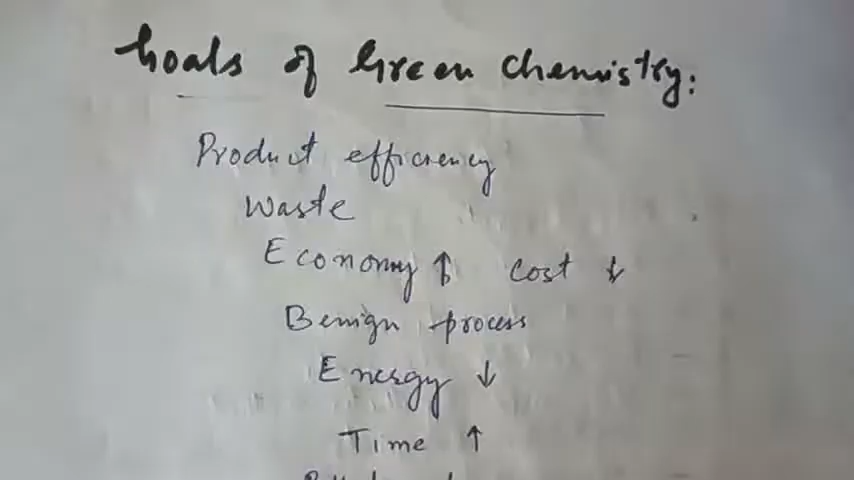 Goals of Green Chemistry:
Product efficiency
Waste
Economy ↑ Cost ↓
Benign process
Energy ↓
Time ↑